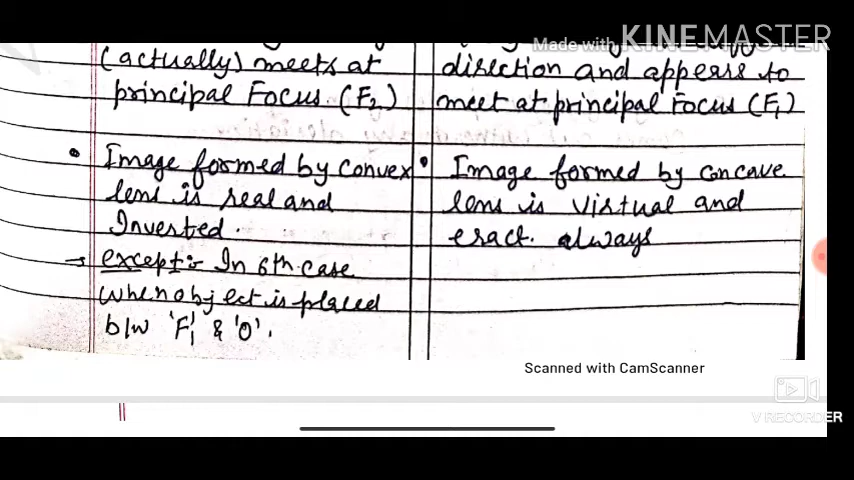 Made with KINEMASTER
(actually) meets at
principal Focus (F₂)
direction and appears to
meet at principal Focus (F₁)
• Image formed by Convex
lens is real and
Inverted.
→ except :- In 6th case
when object is placed
b/w 'F₁' & 'O'.
• Image formed by concave
lens is virtual and
eract. always
Scanned with CamScanner
V RECORDER